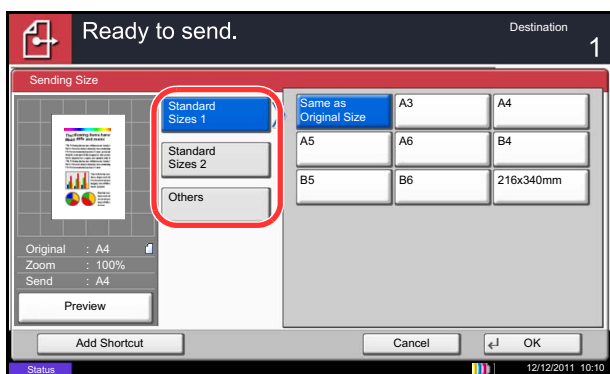 Ready to send.
Destination
1
Sending Size
Standard
Sizes 1
Standard
Sizes 2
Others
Same as
Original Size
A3
A4
A5
A6
B4
B5
B6
216x340mm
Original : A4
Zoom : 100%
Send : A4
Preview
Add Shortcut
Cancel
OK
Status
12/12/2011 10:10